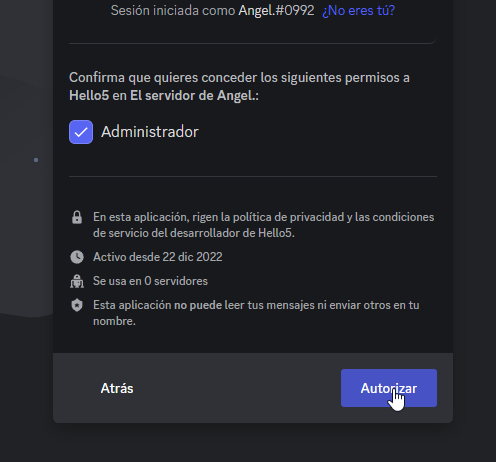 Sesión iniciada como Angel.#0992 ¿No eres tú?
Confirma que quieres conceder los siguientes permisos a
Hello5 en El servidor de Angel.:
Administrador
En esta aplicación, rigen la política de privacidad y las condiciones
de servicio del desarrollador de Hello5.
Activo desde 22 dic 2022
Se usa en 0 servidores
Esta aplicación no puede leer tus mensajes ni enviar otros en tu
nombre.
Atrás
Autorizar